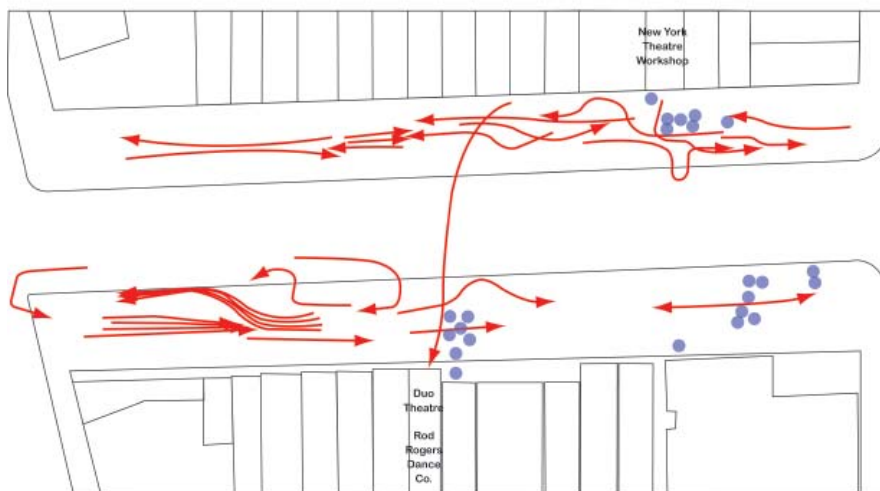 New York
Theatre
Workshop
Duo
Theatre
Rod
Rogers
Dance
Co.